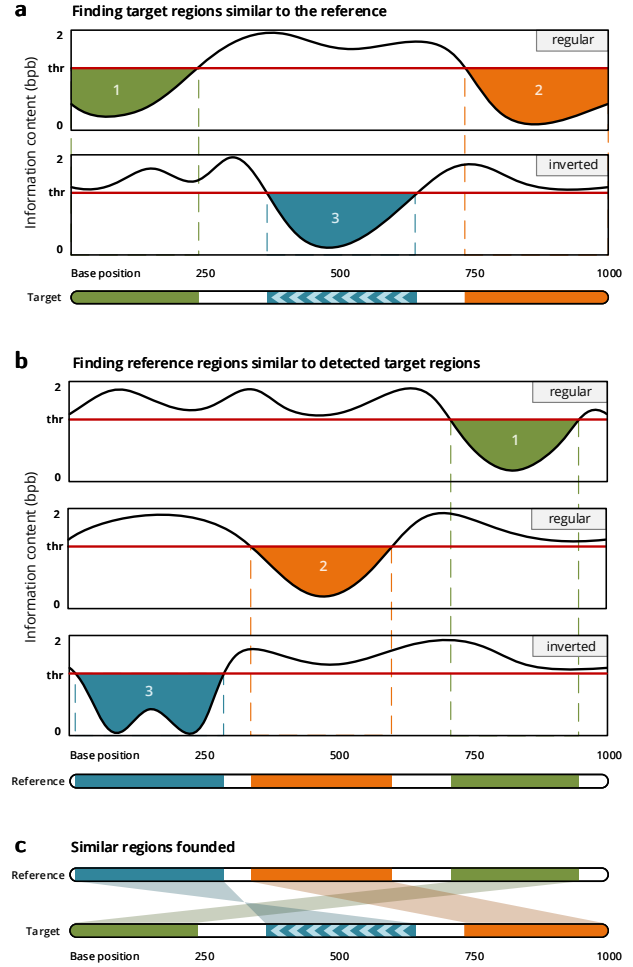 a Finding target regions similar to the reference
2
regular
thr
1
2
0
Information content (bpb)
2
inverted
thr
3
0
Base position 250 500 750 1000
Target
b Finding reference regions similar to detected target regions
2
regular
thr
1
0
Information content (bpb)
2
regular
thr
2
0
2
inverted
thr
3
0
Base position 250 500 750 1000
Reference
c Similar regions founded
Reference
Target
Base position 250 500 750 1000